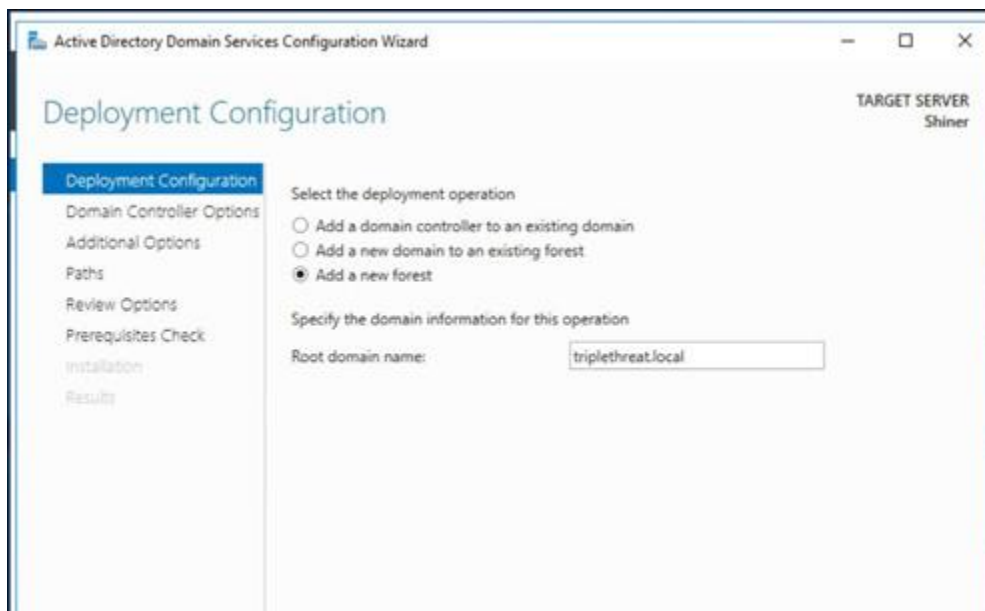 Active Directory Domain Services Configuration Wizard
Deployment Configuration
TARGET SERVER
Shiner
Deployment Configuration
Domain Controller Options
Additional Options
Paths
Review Options
Prerequisites Check
Installation
Results
Select the deployment operation
Add a domain controller to an existing domain
Add a new domain to an existing forest
Add a new forest
Specify the domain information for this operation
Root domain name:
triplethreat.local